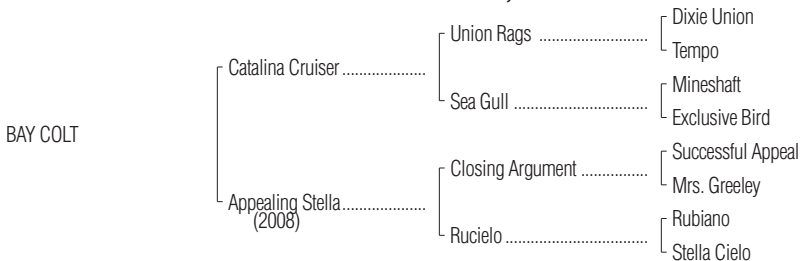 Dixie Union
Union Rags ....................
Tempo
Catalina Cruiser ....................
Mineshaft
Sea Gull ....................
Exclusive Bird
BAY COLT
Successful Appeal
Closing Argument ....................
Mrs. Greeley
Appealing Stella ....................
(2008)
Rubiano
Rucielo ....................
Stella Cielo